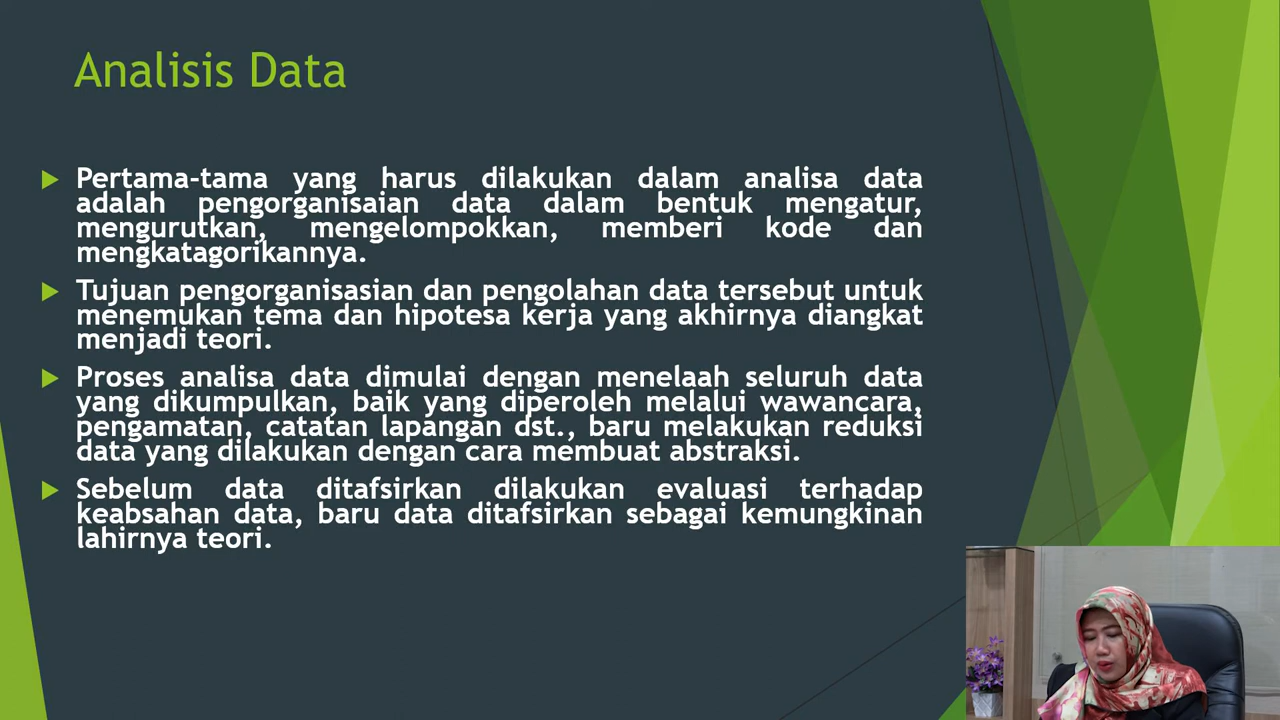 Analisis Data
Pertama-tama yang harus dilakukan dalam analisa data
adalah pengorganisaian data dalam bentuk mengatur,
mengurutkan, mengelompokkan, memberi kode dan
mengkatagorikannya.
Tujuan pengorganisasian dan pengolahan data tersebut untuk
menemukan tema dan hipotesa kerja yang akhirnya diangkat
menjadi teori.
Proses analisa data dimulai dengan menelaah seluruh data
yang dikumpulkan, baik yang diperoleh melalui wawancara,
pengamatan, catatan lapangan dst., baru melakukan reduksi
data yang dilakukan dengan cara membuat abstraksi.
Sebelum data ditafsirkan dilakukan evaluasi terhadap
keabsahan data, baru data ditafsirkan sebagai kemungkinan
lahirnya teori.